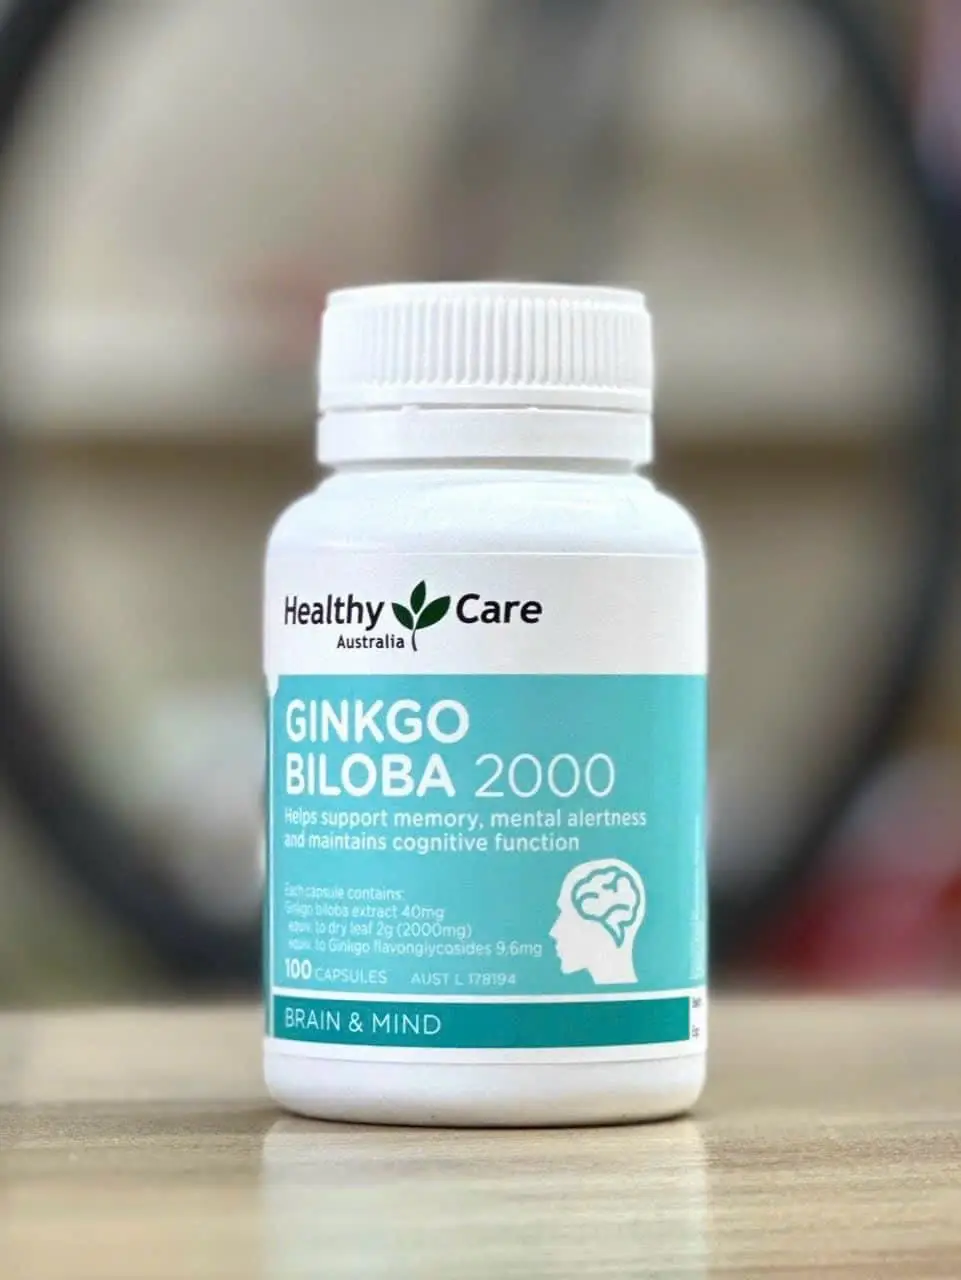 Healthy Care
Australia
GINKGO
BILOBA 2000
Helps support memory, mental alertness
and maintains cognitive function
Each capsule contains:
Ginkgo biloba extract 40mg
equiv. to dry leaf 2g (2000mg)
equiv. to Ginkgo flavonglycosides 9.6mg
100 CAPSULES AUST L 178194
BRAIN & MIND